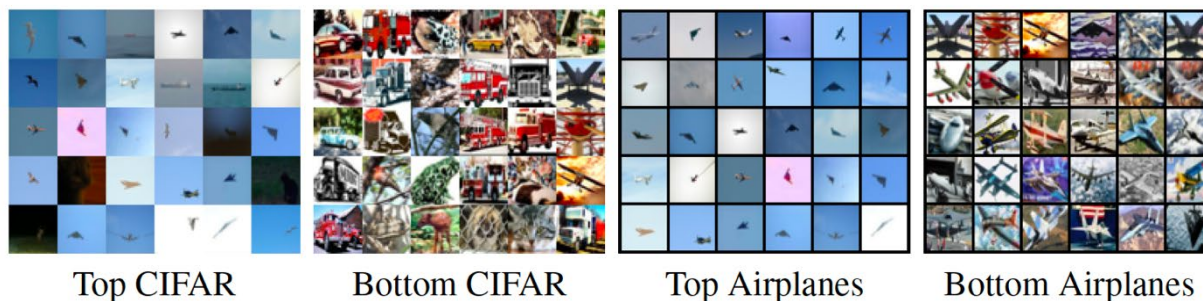 Top CIFAR
Bottom CIFAR
Top Airplanes
Bottom Airplanes